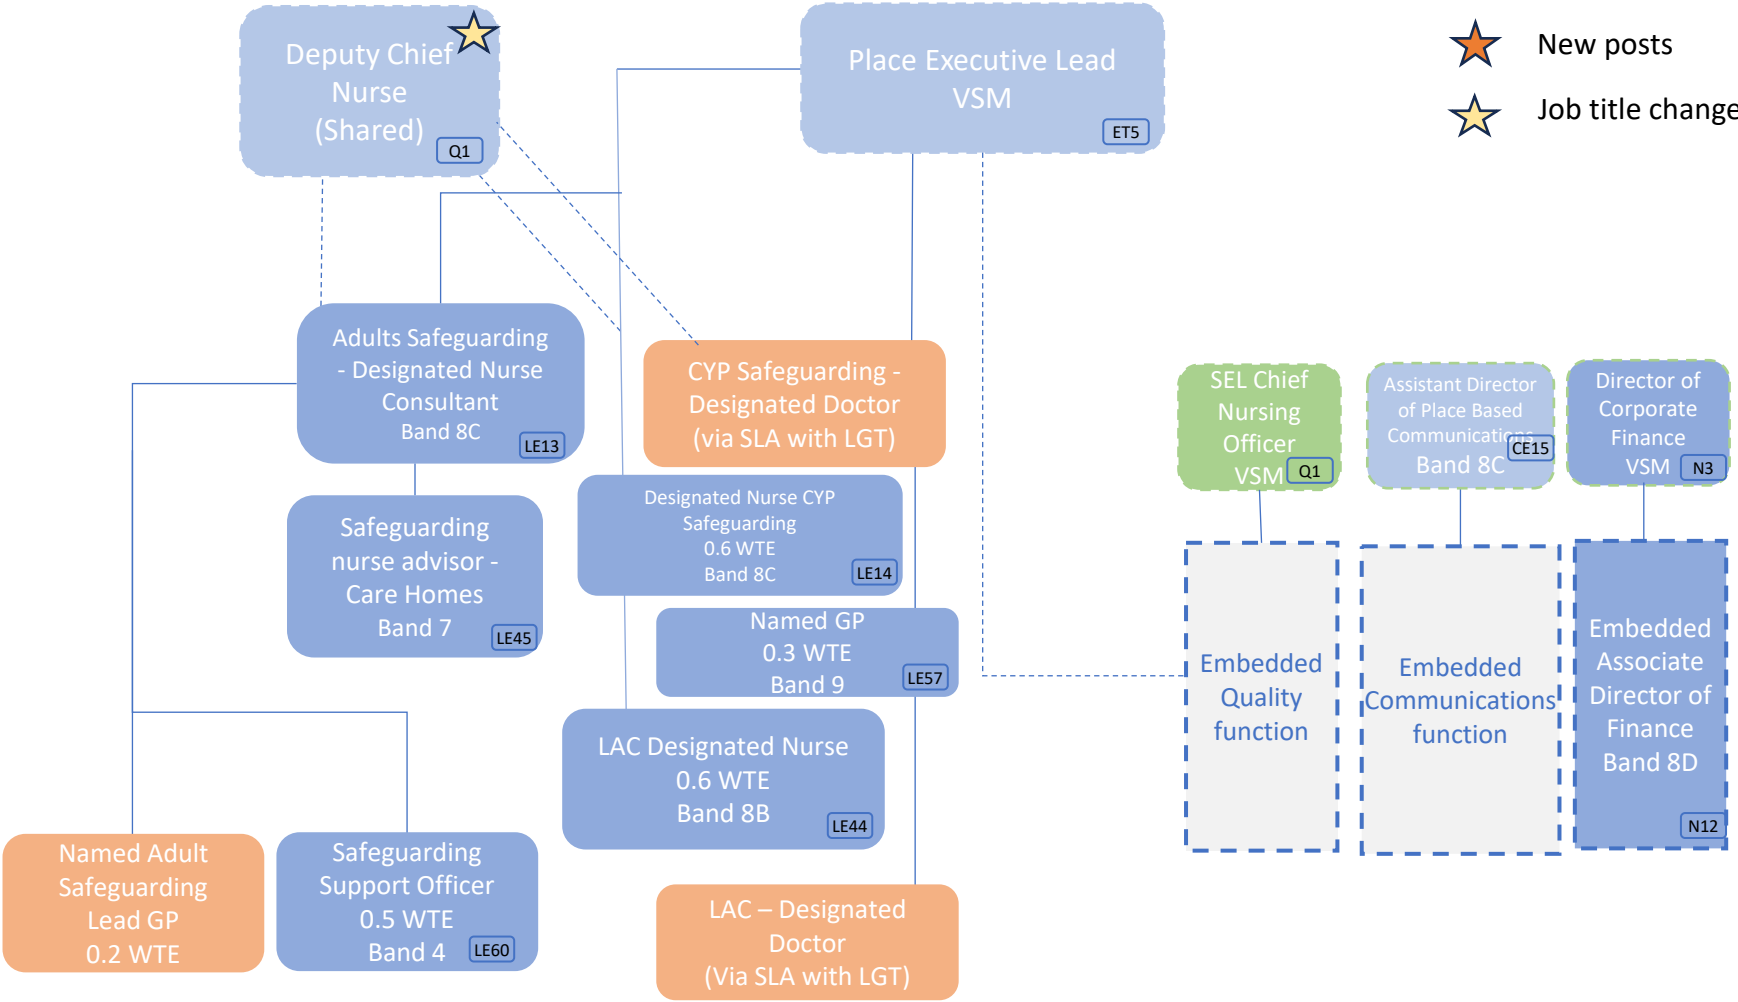 Deputy Chief
Nurse
(Shared)
Q1
Place Executive Lead
VSM
ET5
New posts
Job title change
Adults Safeguarding
- Designated Nurse
Consultant
Band 8C
LE13
CYP Safeguarding -
Designated Doctor
(via SLA with LGT)
SEL Chief
Nursing
Officer
VSM
Q1
Assistant Director
of Place Based
Communications
Band 8C
CE15
Director of
Corporate
Finance
VSM
N3
Safeguarding
nurse advisor -
Care Homes
Band 7
LE45
Designated Nurse CYP
Safeguarding
0.6 WTE
Band 8C
LE14
Named GP
0.3 WTE
Band 9
LE57
LAC Designated Nurse
0.6 WTE
Band 8B
LE44
Embedded
Quality
function
Embedded
Communications
function
Embedded
Associate
Director of
Finance
Band 8D
N12
Named Adult
Safeguarding
Lead GP
0.2 WTE
Safeguarding
Support Officer
0.5 WTE
Band 4
LE60
LAC – Designated
Doctor
(Via SLA with LGT)